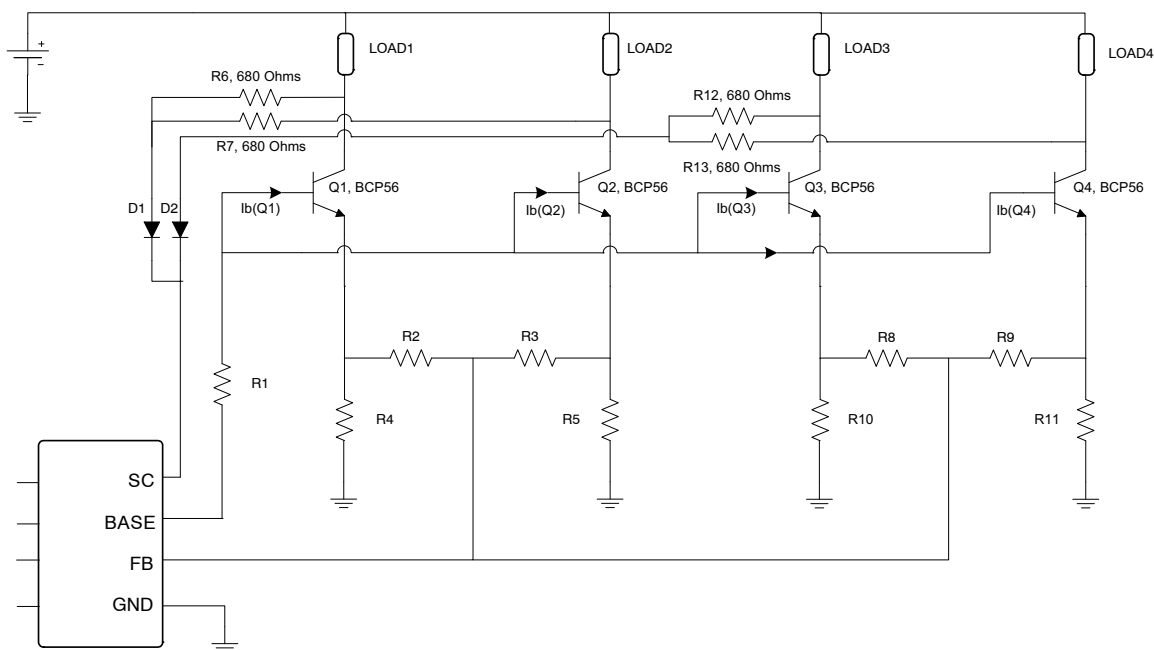 +
-
LOAD1
LOAD2
LOAD3
LOAD4
R6, 680 Ohms
R12, 680 Ohms
R7, 680 Ohms
R13, 680 Ohms
Q1, BCP56
Q2, BCP56
Q3, BCP56
Q4, BCP56
D1
D2
Ib(Q1)
Ib(Q2)
Ib(Q3)
Ib(Q4)
R2
R3
R8
R9
R1
R4
R5
R10
R11
SC
BASE
FB
GND